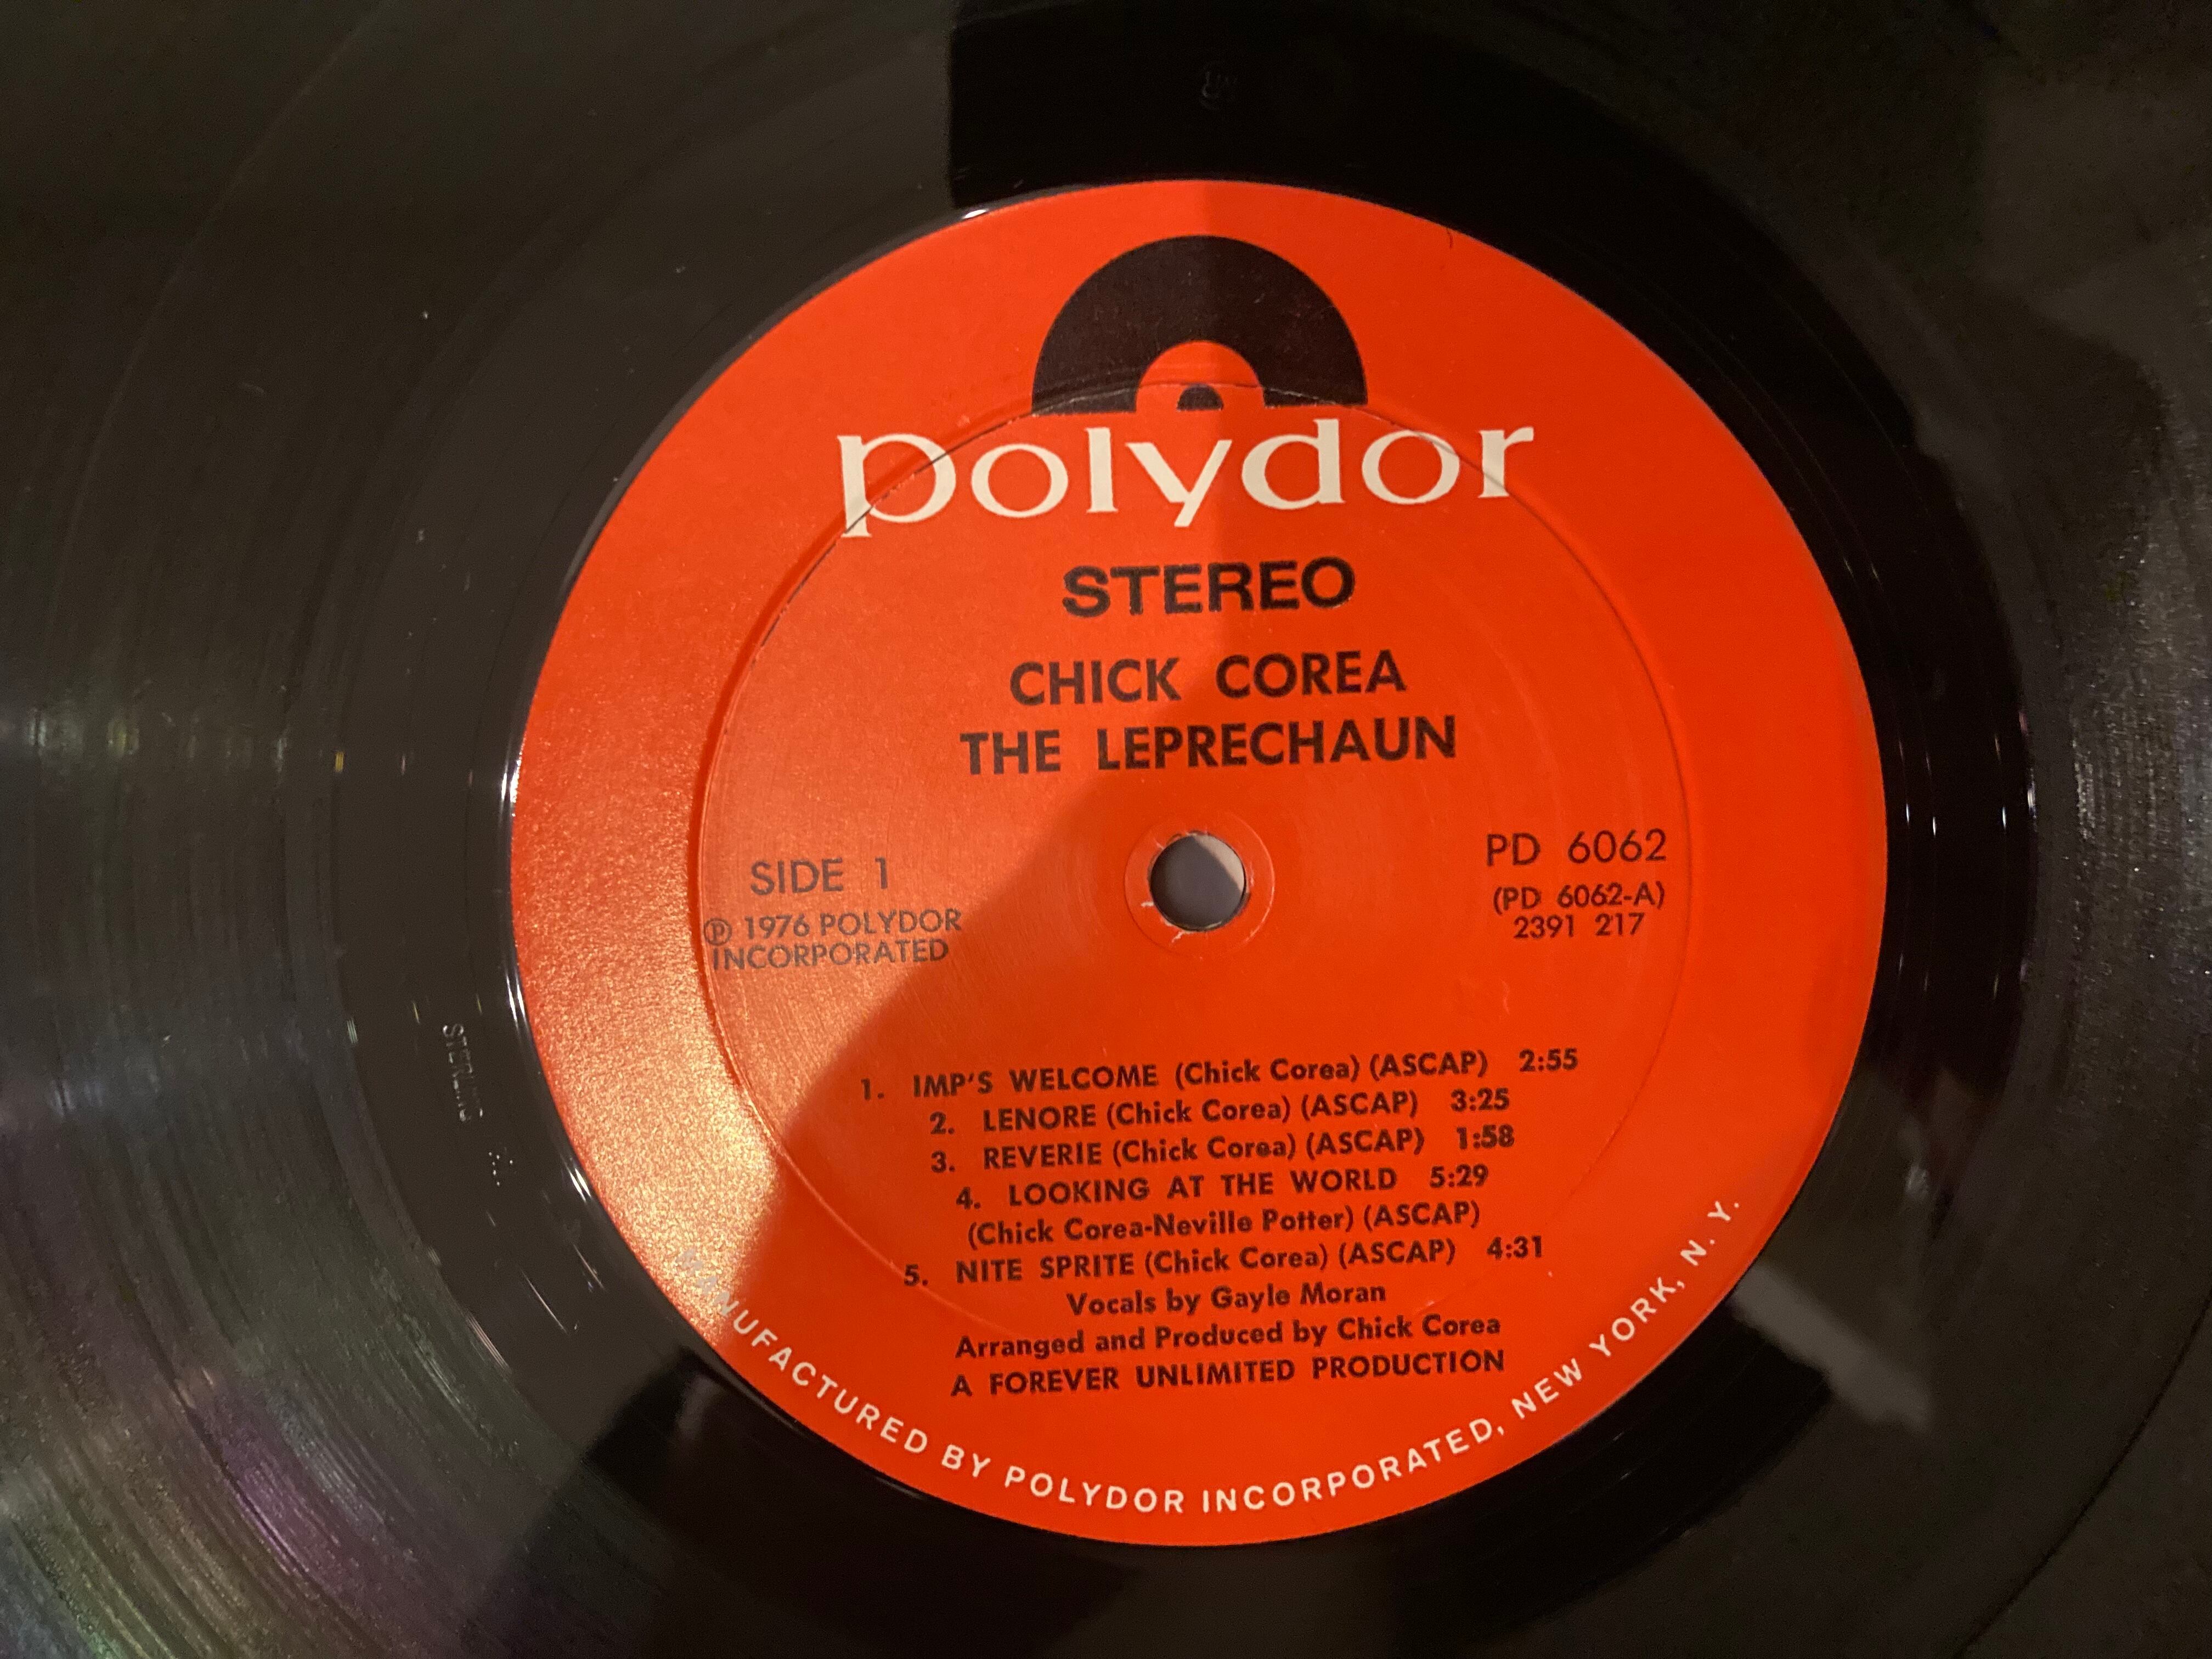 polydor
STEREO
CHICK COREA
THE LEPRECHAUN
SIDE 1
℗ 1976 POLYDOR
INCORPORATED
PD 6062
(PD 6062-A)
2391 217
1. IMP'S WELCOME (Chick Corea) (ASCAP) 2:55
2. LENORE (Chick Corea) (ASCAP) 3:25
3. REVERIE (Chick Corea) (ASCAP) 1:58
4. LOOKING AT THE WORLD 5:29
(Chick Corea-Neville Potter) (ASCAP)
5. NITE SPRITE (Chick Corea) (ASCAP) 4:31
Vocals by Gayle Moran
Arranged and Produced by Chick Corea
A FOREVER UNLIMITED PRODUCTION
MANUFACTURED BY POLYDOR INCORPORATED, NEW YORK, N. Y.
STERLING